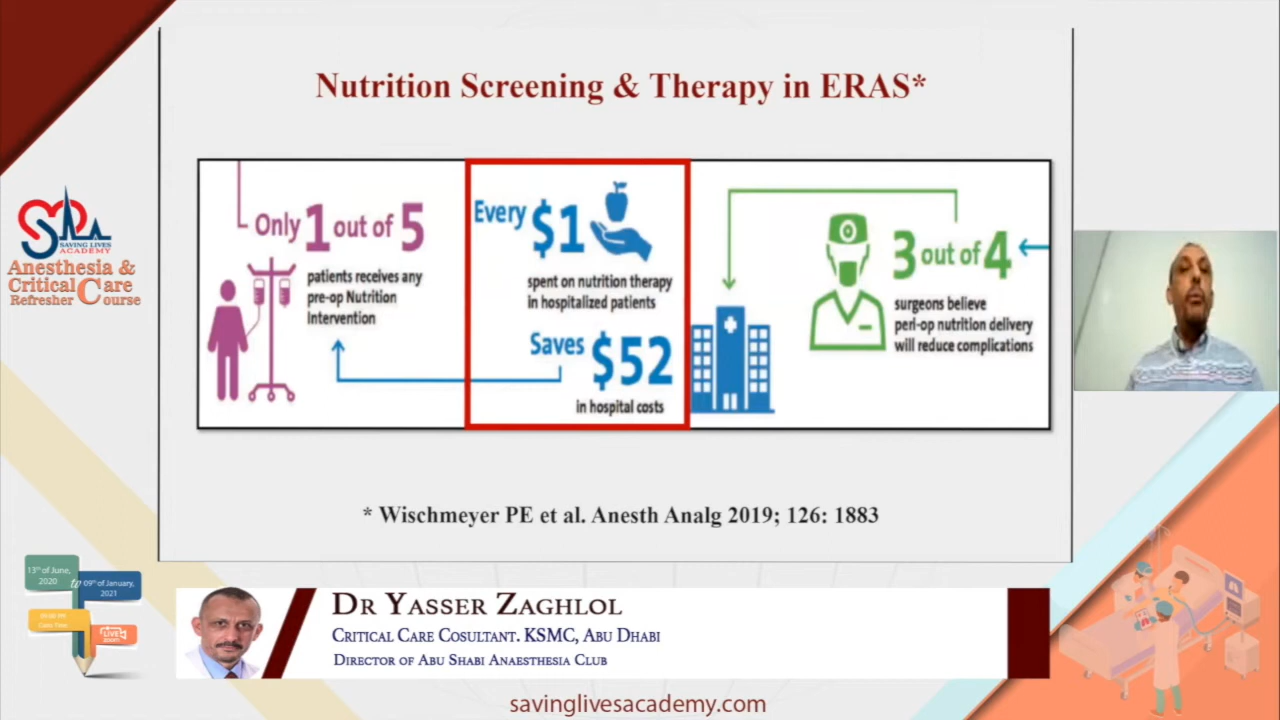 Nutrition Screening & Therapy in ERAS*
Only 1 out of 5
patients receives any
pre-op Nutrition
Intervention
Every $1
spent on nutrition therapy
in hospitalized patients
Saves $52
in hospital costs
3 out of 4
surgeons believe
peri-op nutrition delivery
will reduce complications
* Wischmeyer PE et al. Anesth Analg 2019; 126: 1883
SAVING LIVES
ACADEMY
Anesthesia &
Critical Care
Refresher Course
13th of June,
2020
to
09th of January,
2021
LIVE
DR YASSER ZAGHLOL
CRITICAL CARE COSULTANT. KSMC, ABU DHABI
DIRECTOR OF ABU SHABI ANAESTHESIA CLUB
savinglivesacademy.com